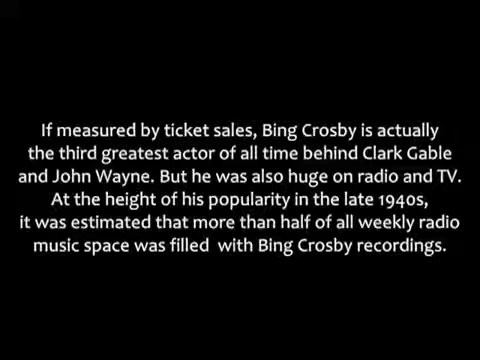 If measured by ticket sales, Bing Crosby is actually
the third greatest actor of all time behind Clark Gable
and John Wayne. But he was also huge on radio and TV.
At the height of his popularity in the late 1940s,
it was estimated that more than half of all weekly radio
music space was filled with Bing Crosby recordings.